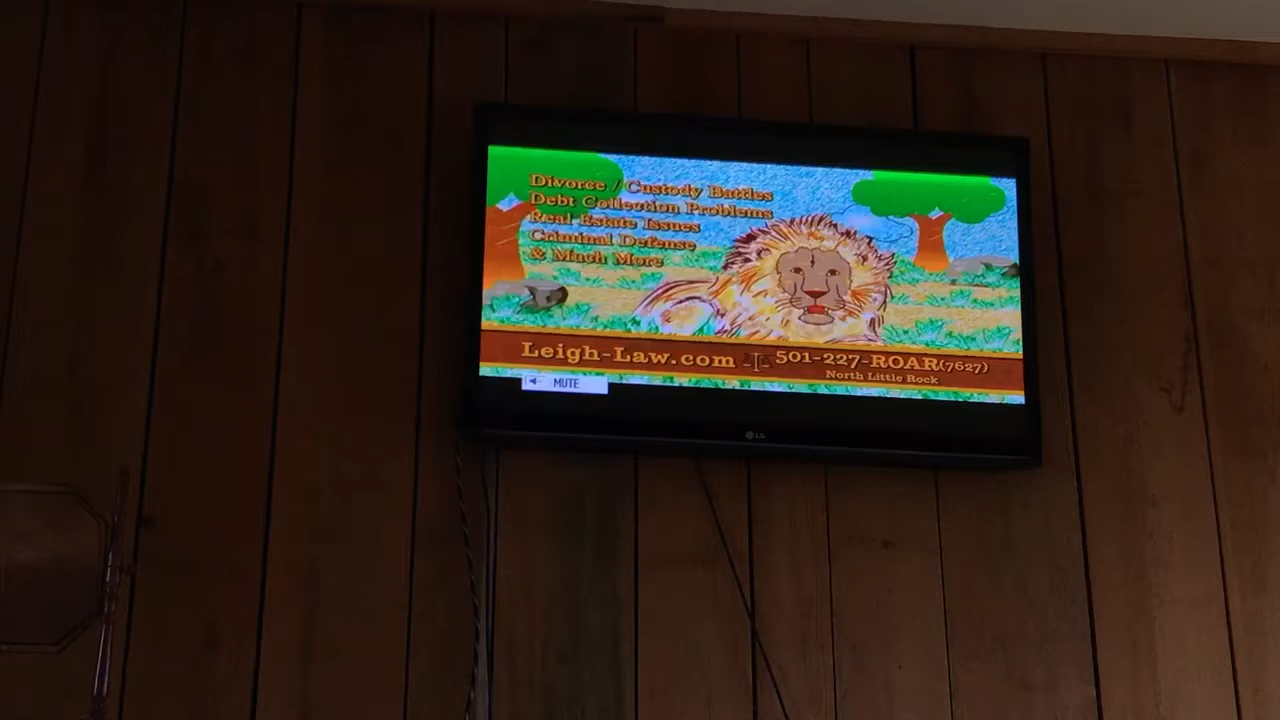 Divorce / Custody Battles
Debt Collection Problems
Real Estate Issues
Criminal Defense
& Much More
Leigh-Law.com 501-227-ROAR(7627)
North Little Rock
MUTE
LG